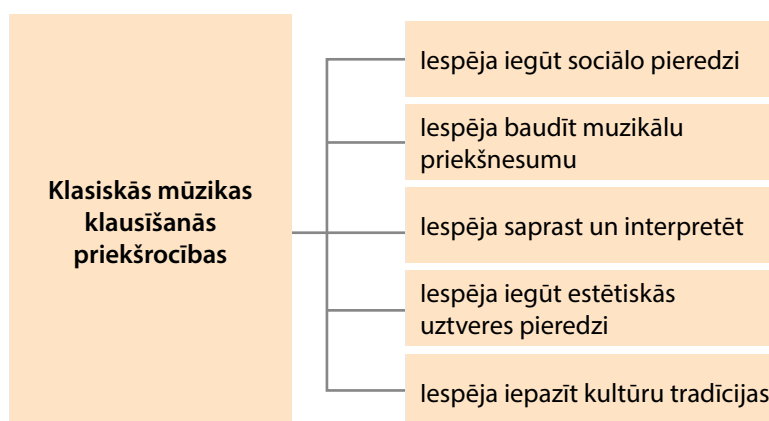 Klasiskās mūzikas
klausīšanās
priekšrocības
Iespēja iegūt sociālo pieredzi
Iespēja baudīt muzikālu
priekšnesumu
Iespēja saprast un interpretēt
Iespēja iegūt estētiskās
uztveres pieredzi
Iespēja iepazīt kultūru tradīcijas